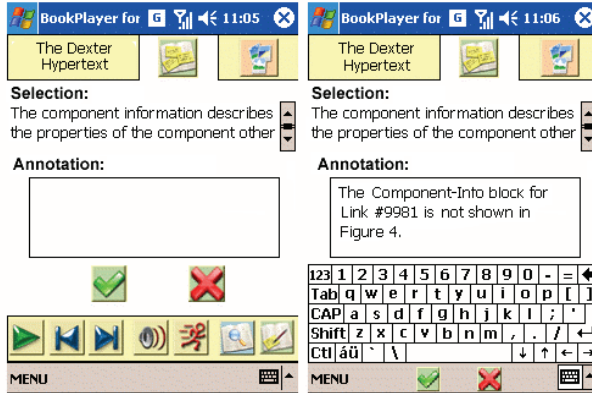 BookPlayer for G 11:05
The Dexter
Hypertext
Selection:
The component information describes
the properties of the component other
Annotation:
MENU
BookPlayer for G 11:06
The Dexter
Hypertext
Selection:
The component information describes
the properties of the component other
Annotation:
The Component-Into block for
Link #9981 is not shown in
Figure 4.
123 1 2 3 4 5 6 7 8 9 0 - =
Tab q w e r t y u i o p [ ]
CAP a s d f g h j k l ; '
Shift z x c v b n m , . /
Ctl áü ` \ ↓ ↑ ← →
MENU